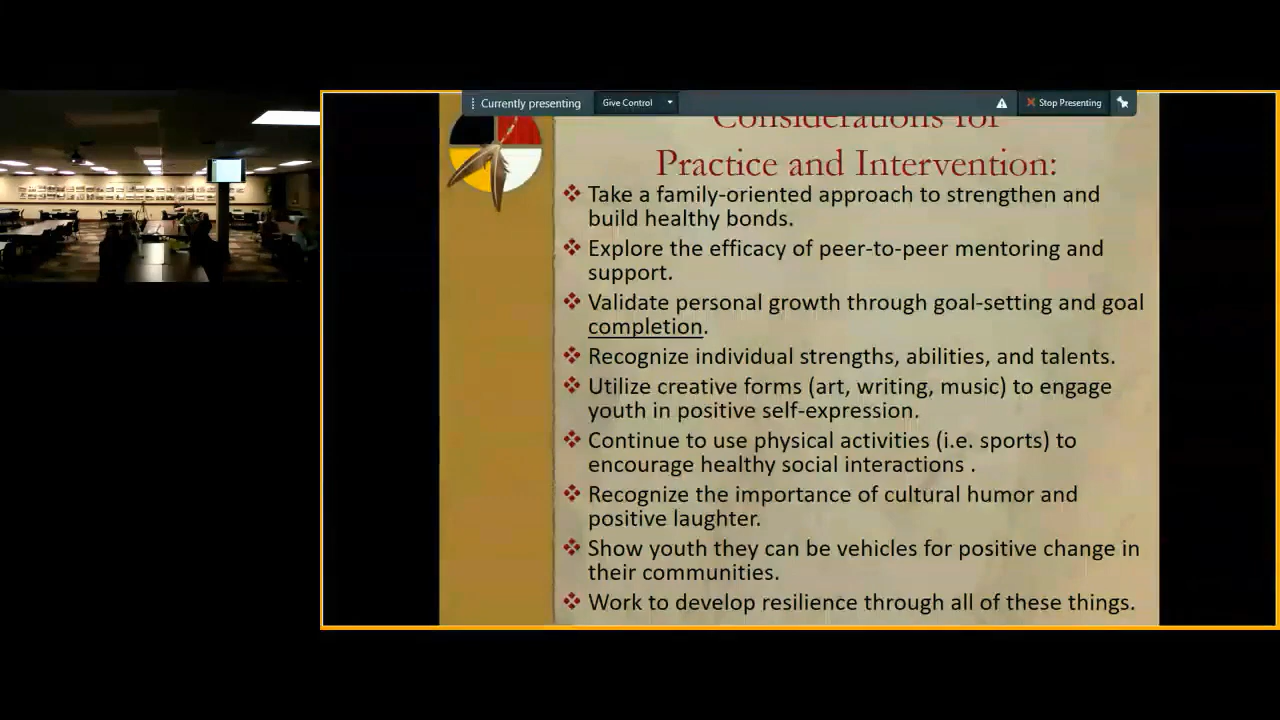 Currently presenting
Give Control
Stop Presenting
Considerations for
Practice and Intervention:
❖ Take a family-oriented approach to strengthen and
build healthy bonds.
❖ Explore the efficacy of peer-to-peer mentoring and
support.
❖ Validate personal growth through goal-setting and goal
completion.
❖ Recognize individual strengths, abilities, and talents.
❖ Utilize creative forms (art, writing, music) to engage
youth in positive self-expression.
❖ Continue to use physical activities (i.e. sports) to
encourage healthy social interactions .
❖ Recognize the importance of cultural humor and
positive laughter.
❖ Show youth they can be vehicles for positive change in
their communities.
❖ Work to develop resilience through all of these things.